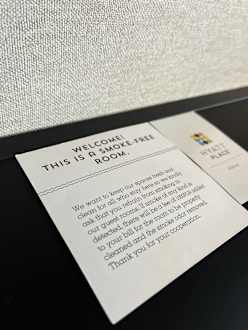 WELCOME!
THIS IS A SMOKE-FREE
ROOM.
We want to keep our spaces fresh and
clean for all who stay here so we kindly
ask that you refrain from smoking in
our guest rooms. If smoke of any kind is
detected, there will be a fee of added
to your bill for the room to be properly
cleaned and the smoke odor removed.
Thank you for your cooperation.
HYATT
PLACE